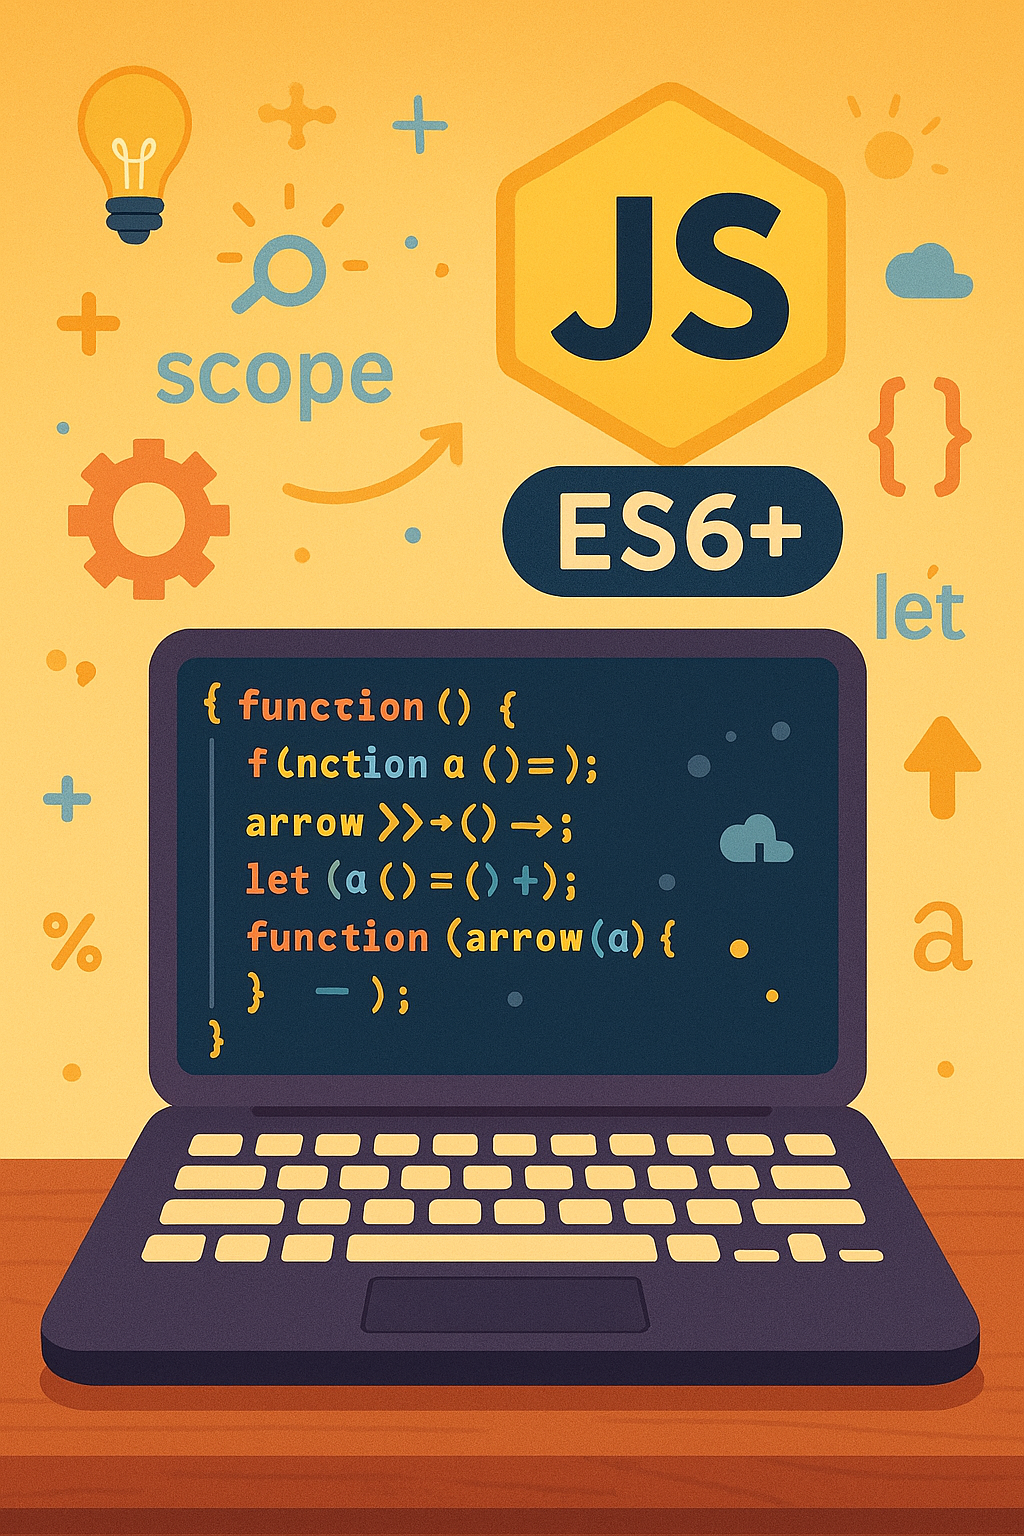 JS
scope
{}
ES6+
let
{ function () {
f(nction a ()=);
arrow >>→() →;
let (a()=()+);
function (arrow(a) {
} − );
}
%
a